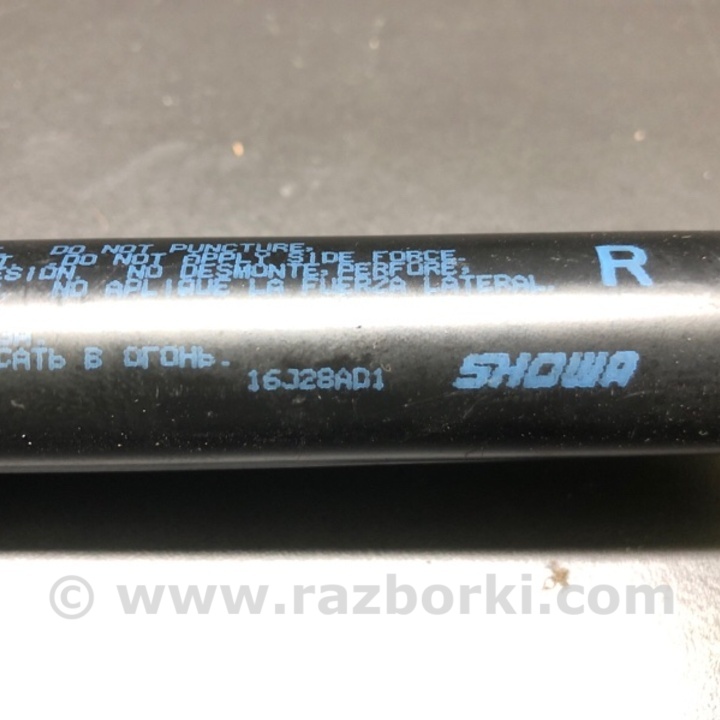 DO NOT PUNCTURE,
DO NOT APPLY SIDE FORCE.
NO DESMONTE, PERFORE,
NO APLIQUE LA FUERZA LATERAL.
R
В ОГОНЬ.
16J28AD1
SHOWA
© www.razborki.com